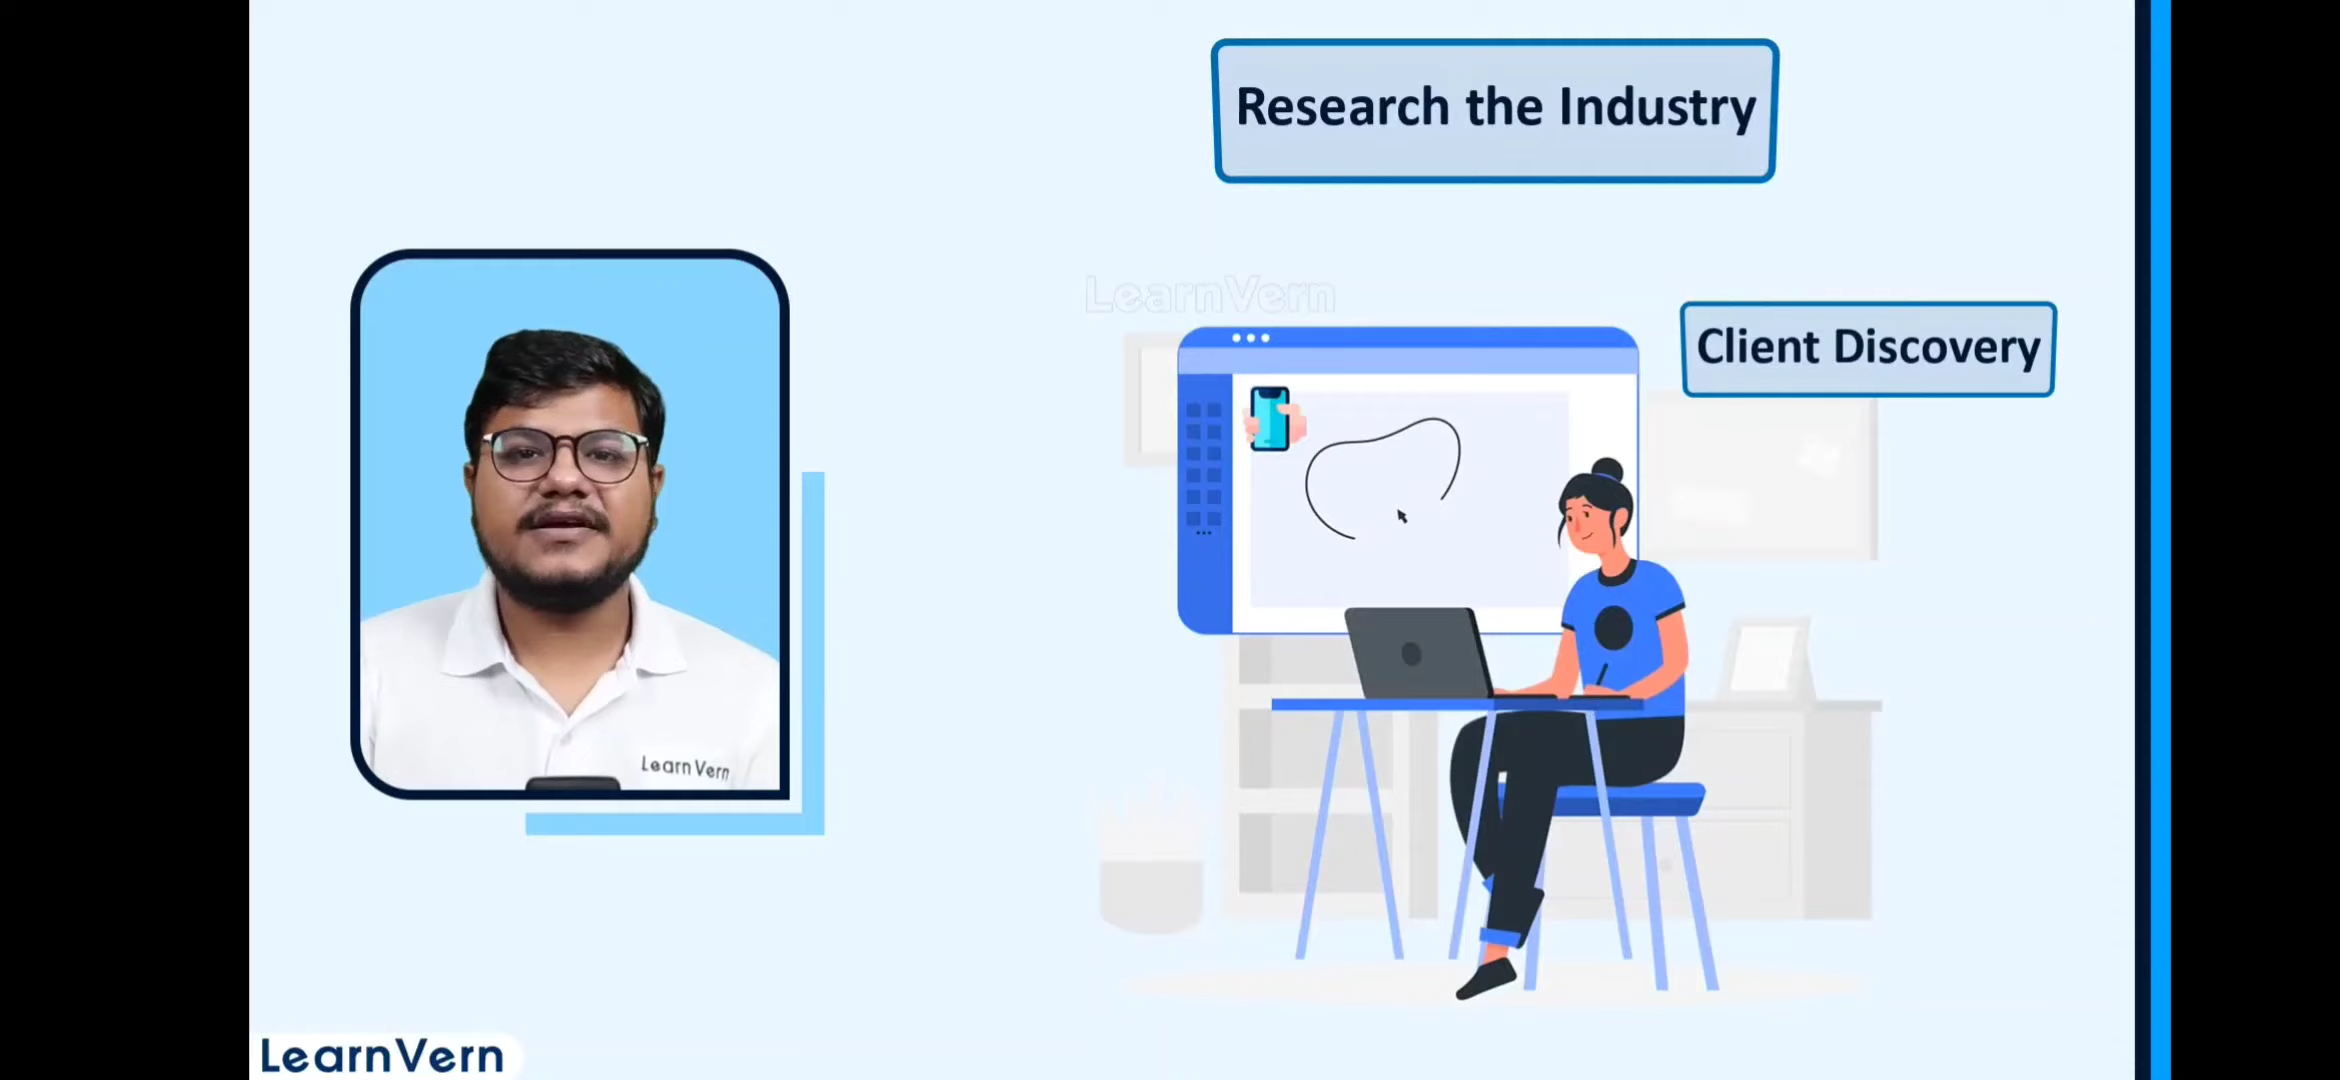 Research the Industry
LearnVern
Client Discovery
LearnVern
LearnVern